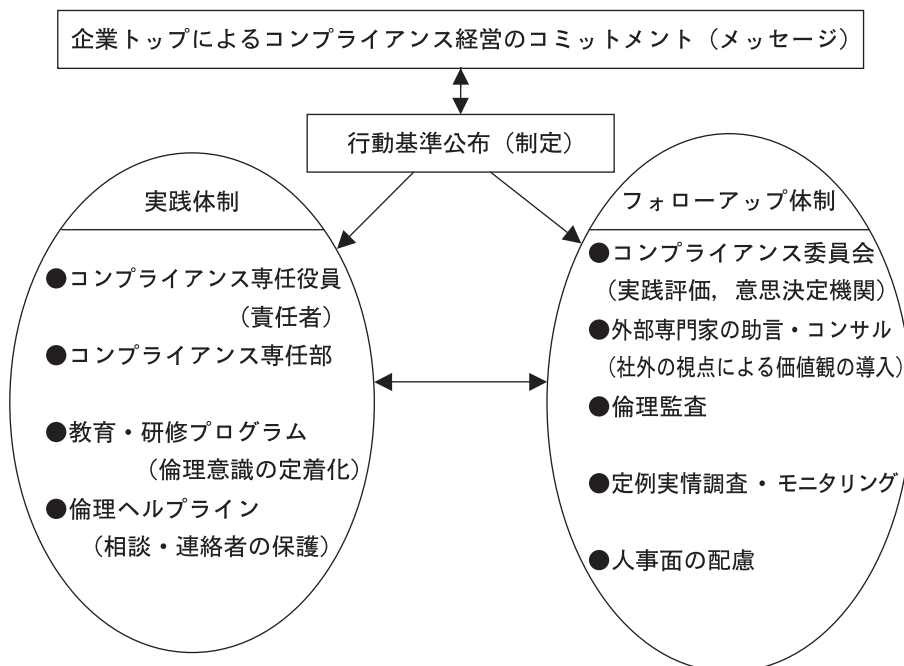 企業トップによるコンプライアンス経営のコミットメント（メッセージ）
行動基準公布（制定）
実践体制
●コンプライアンス専任役員
（責任者）
●コンプライアンス専任部
●教育・研修プログラム
（倫理意識の定着化）
●倫理ヘルプライン
（相談・連絡者の保護）
フォローアップ体制
●コンプライアンス委員会
（実践評価，意思決定機関）
●外部専門家の助言・コンサル
（社外の視点による価値観の導入）
●倫理監査
●定例実情調査・モニタリング
●人事面の配慮